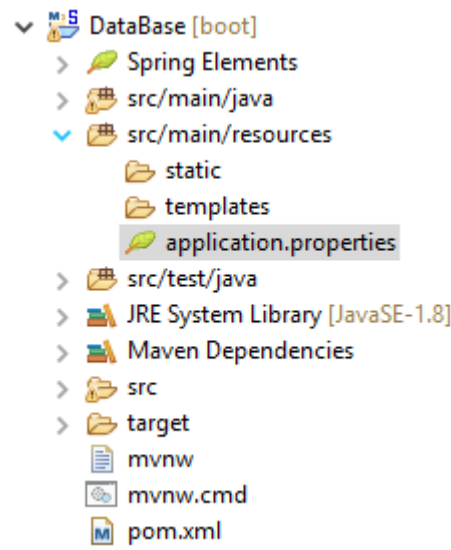 DataBase [boot]
Spring Elements
src/main/java
src/main/resources
static
templates
application.properties
src/test/java
JRE System Library [JavaSE-1.8]
Maven Dependencies
src
target
mvnw
mvnw.cmd
pom.xml